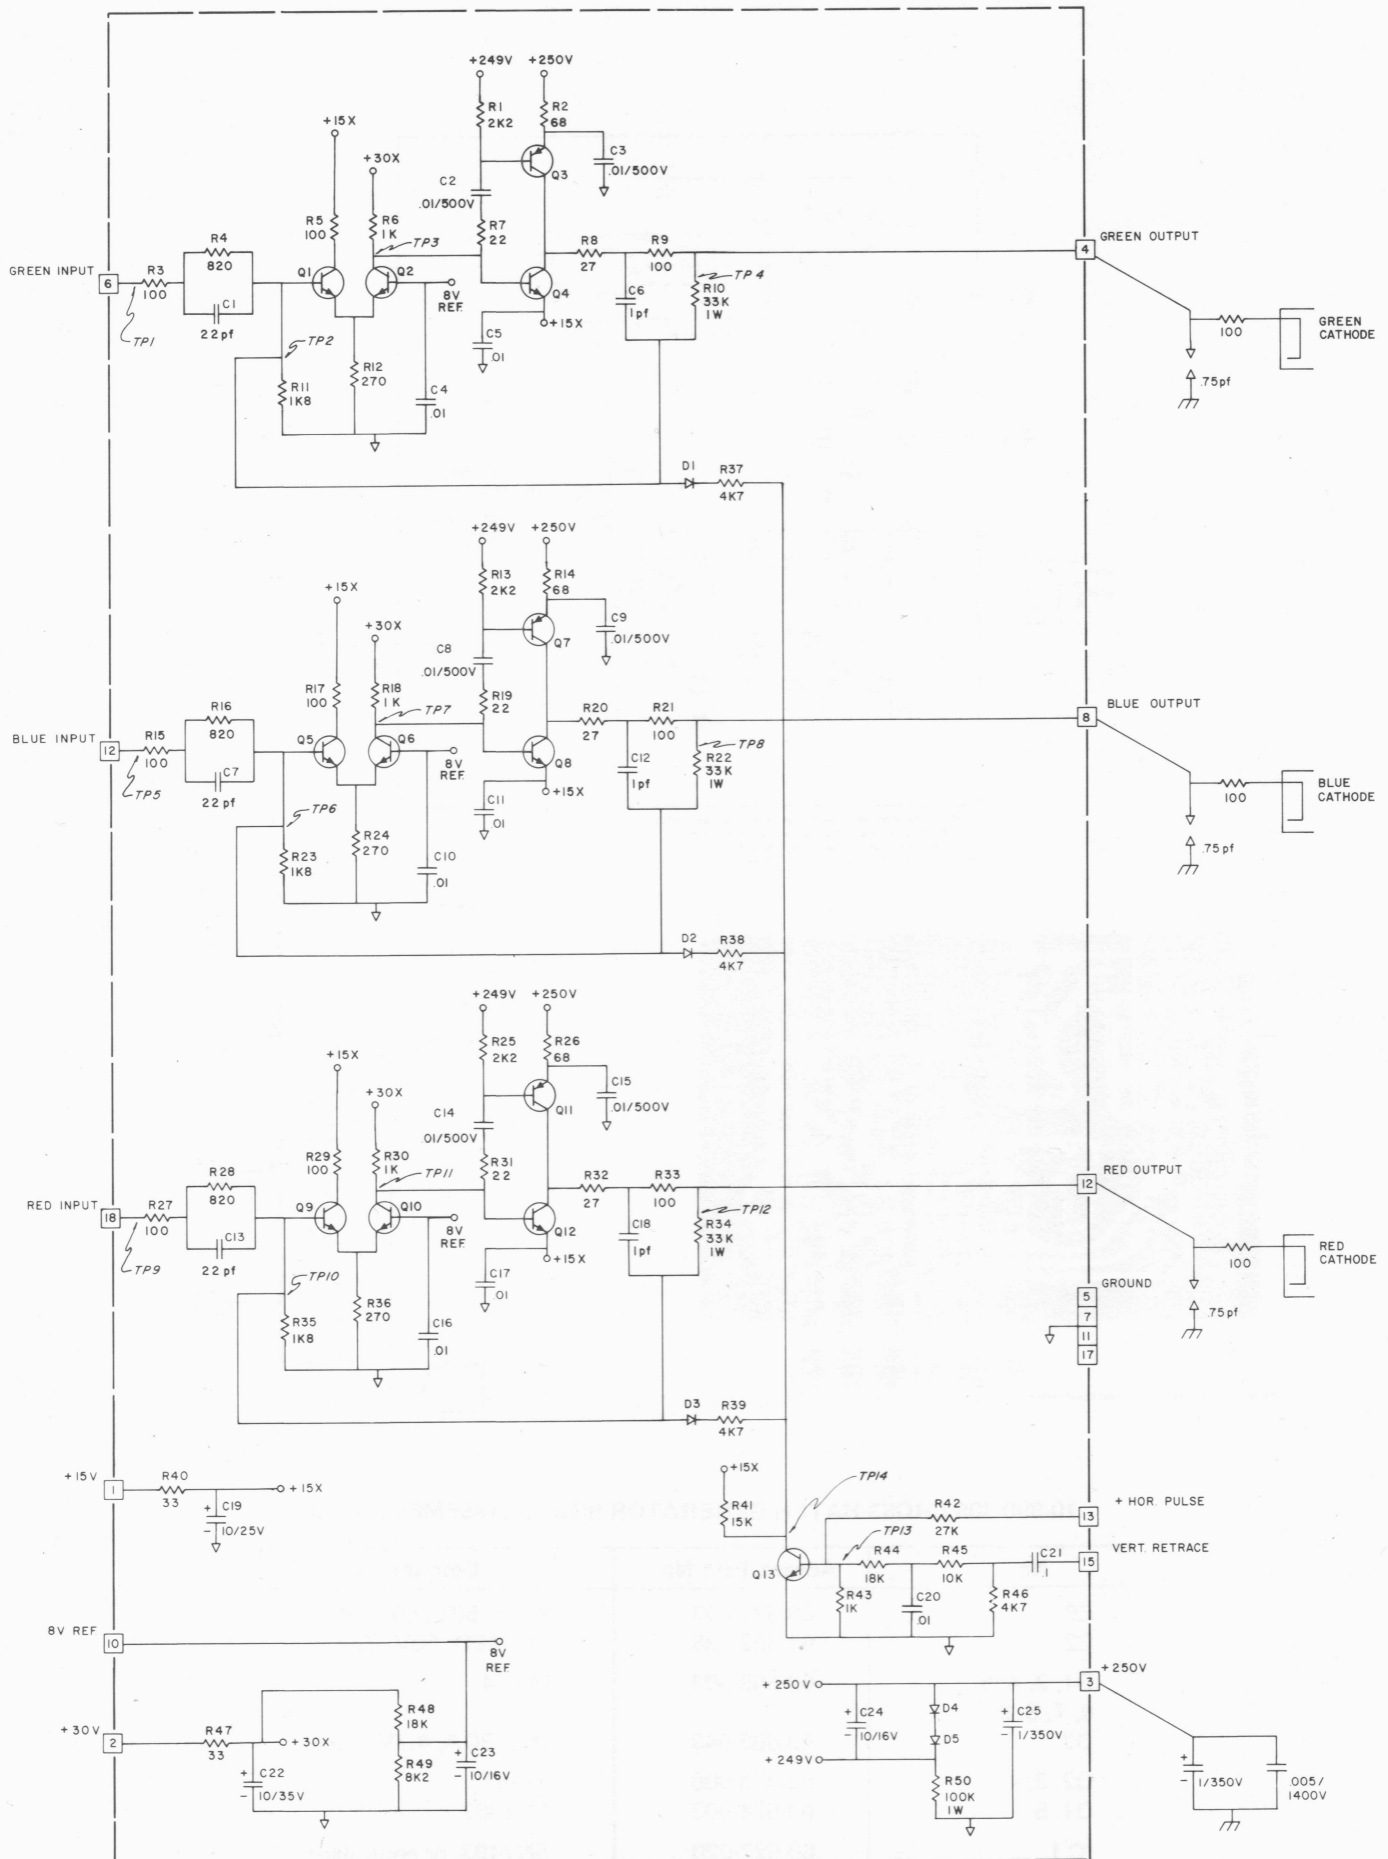 +249V
+250V
R1
2K2
R2
68
C3
.01/500V
+15X
+30X
Q3
C2
.01/500V
R5
100
R6
1K
TP3
R7
22
R4
820
R8
27
R9
100
4
GREEN OUTPUT
GREEN INPUT
6
R3
100
C1
22pf
Q1
Q2
8V
REF.
Q4
TP4
R10
33K
1W
C6
1pf
+15X
TP1
TP2
C5
.01
100
GREEN
CATHODE
R11
1K8
R12
270
C4
.01
.75pf
D1
R37
4K7
+249V
+250V
R13
2K2
R14
68
C9
.01/500V
+15X
+30X
Q7
C8
.01/500V
R17
100
R18
1K
TP7
R19
22
R16
820
R20
27
R21
100
8
BLUE OUTPUT
BLUE INPUT
12
R15
100
C7
22pf
Q5
Q6
8V
REF.
Q8
TP8
R22
33K
1W
C12
1pf
+15X
TP5
TP6
C11
.01
100
BLUE
CATHODE
R23
1K8
R24
270
C10
.01
.75pf
D2
R38
4K7
+249V
+250V
R25
2K2
R26
68
C15
.01/500V
+15X
+30X
Q11
C14
.01/500V
R29
100
R30
1K
TP11
R31
22
R28
820
R32
27
R33
100
12
RED OUTPUT
RED INPUT
18
R27
100
C13
22pf
Q9
Q10
8V
REF.
Q12
TP12
R34
33K
1W
C18
1pf
+15X
TP9
TP10
C17
.01
100
RED
CATHODE
R35
1K8
R36
270
C16
.01
.75pf
GROUND
5
7
11
17
D3
R39
4K7
+15V
1
R40
33
+15X
C19
+
- 10/25V
+15X
R41
15K
TP14
R42
27K
13
+ HOR. PULSE
TP13
Q13
R44
18K
R45
10K
C21
.1
15
VERT. RETRACE
R43
1K
C20
.01
R46
4K7
8V REF.
10
8V
REF.
+30V
2
R47
33
+30X
R48
18K
R49
8K2
C22
+
- 10/35V
C23
+
- 10/16V
+250V
3
+250V
C24
+
- 10/16V
D4
D5
C25
+
- 1/350V
+249V
R50
100K
1W
+
- 1/350V
.005/
1400V